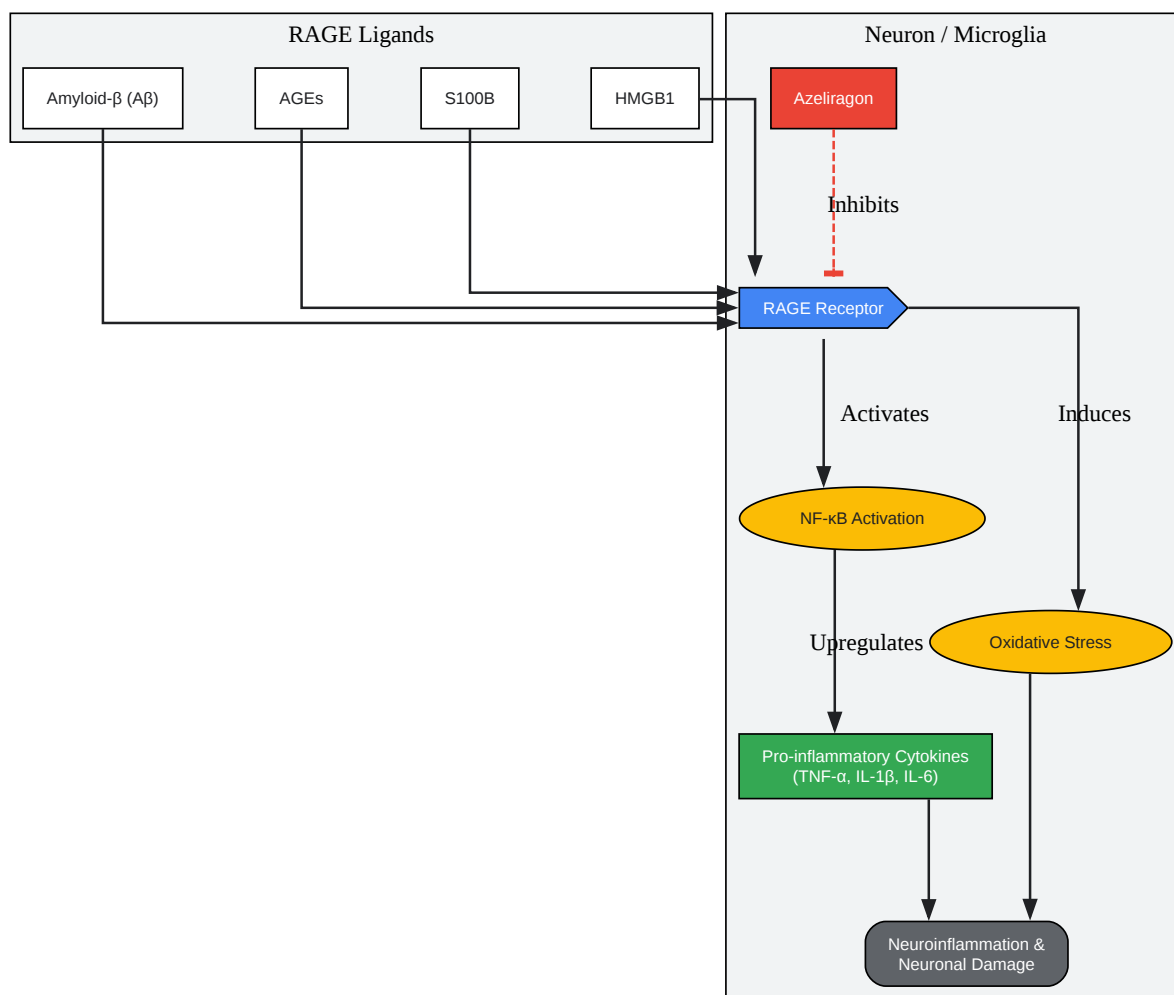 RAGE Ligands
Neuron / Microglia
Amyloid-β (Aβ)
AGEs
S100B
HMGB1
Azeliragon
Inhibits
RAGE Receptor
Activates
Induces
NF-κB Activation
Upregulates
Oxidative Stress
Pro-inflammatory Cytokines
(TNF-α, IL-1β, IL-6)
Neuroinflammation &
Neuronal Damage